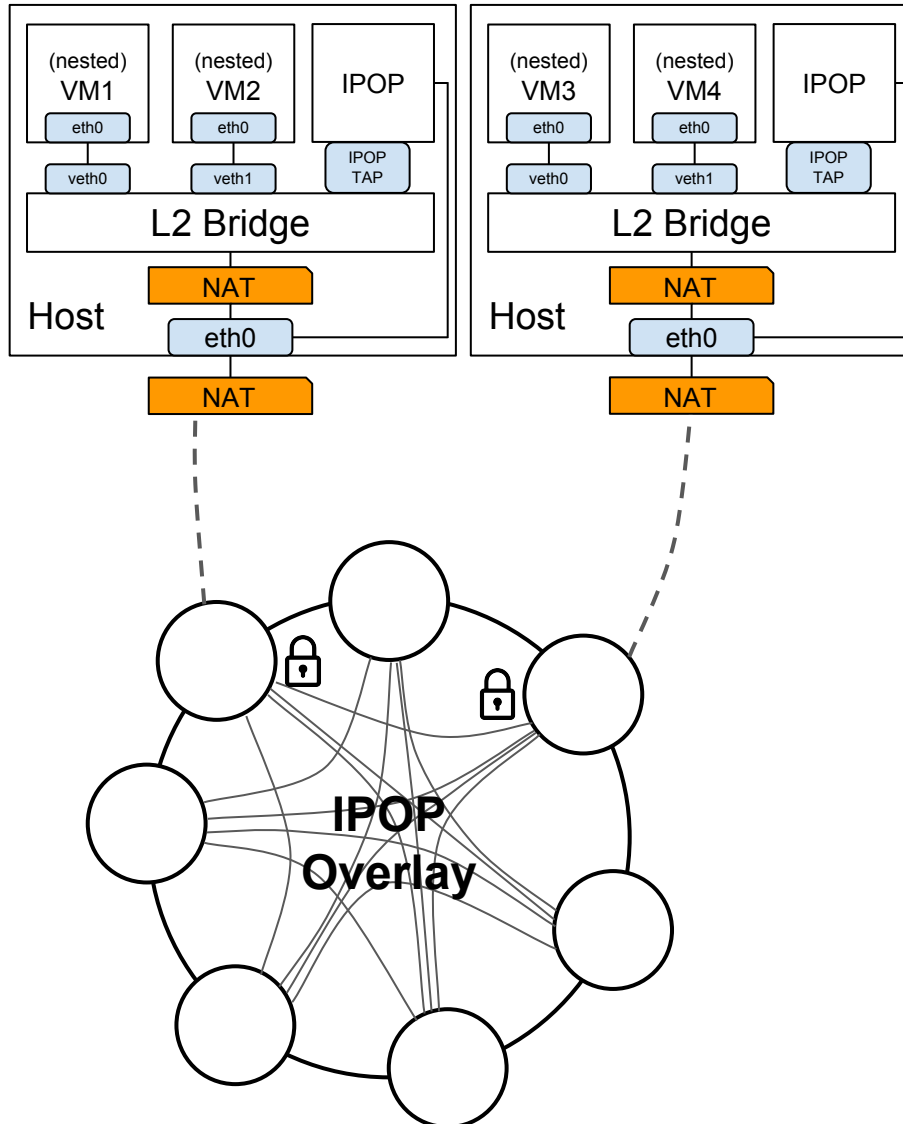 (nested)
VM1
eth0
veth0
(nested)
VM2
eth0
veth1
IPOP
IPOP
TAP
L2 Bridge
NAT
Host
eth0
NAT
(nested)
VM3
eth0
veth0
(nested)
VM4
eth0
veth1
IPOP
IPOP
TAP
L2 Bridge
NAT
Host
eth0
NAT
IPOP
Overlay